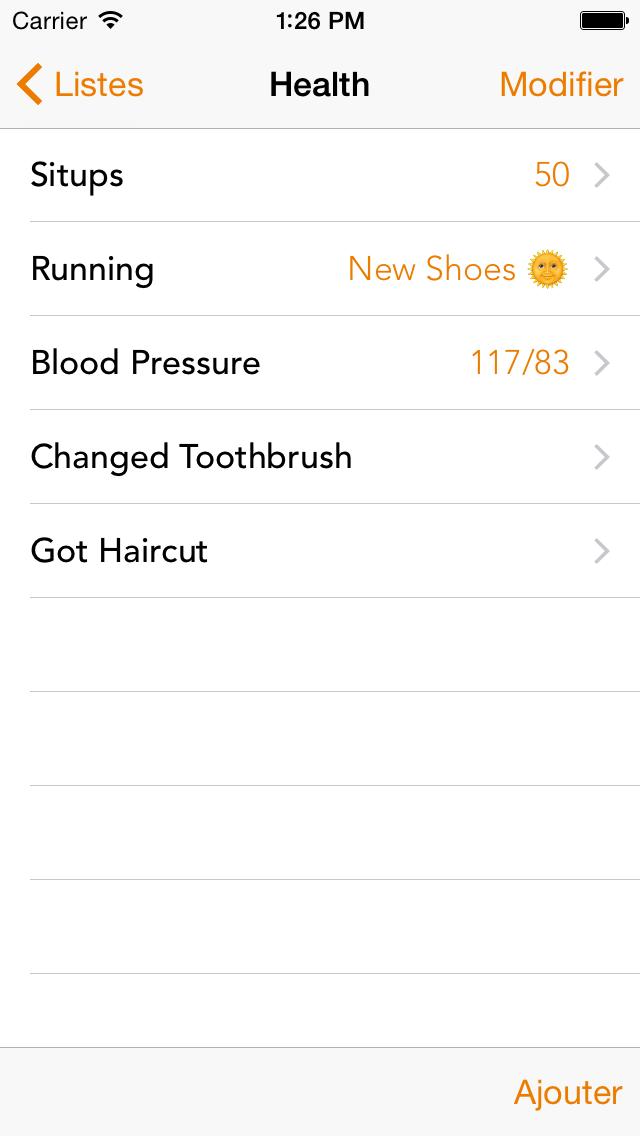 Carrier 1:26 PM
Listes Health Modifier
Situps 50
Running New Shoes 🌞
Blood Pressure 117/83
Changed Toothbrush
Got Haircut
Ajouter